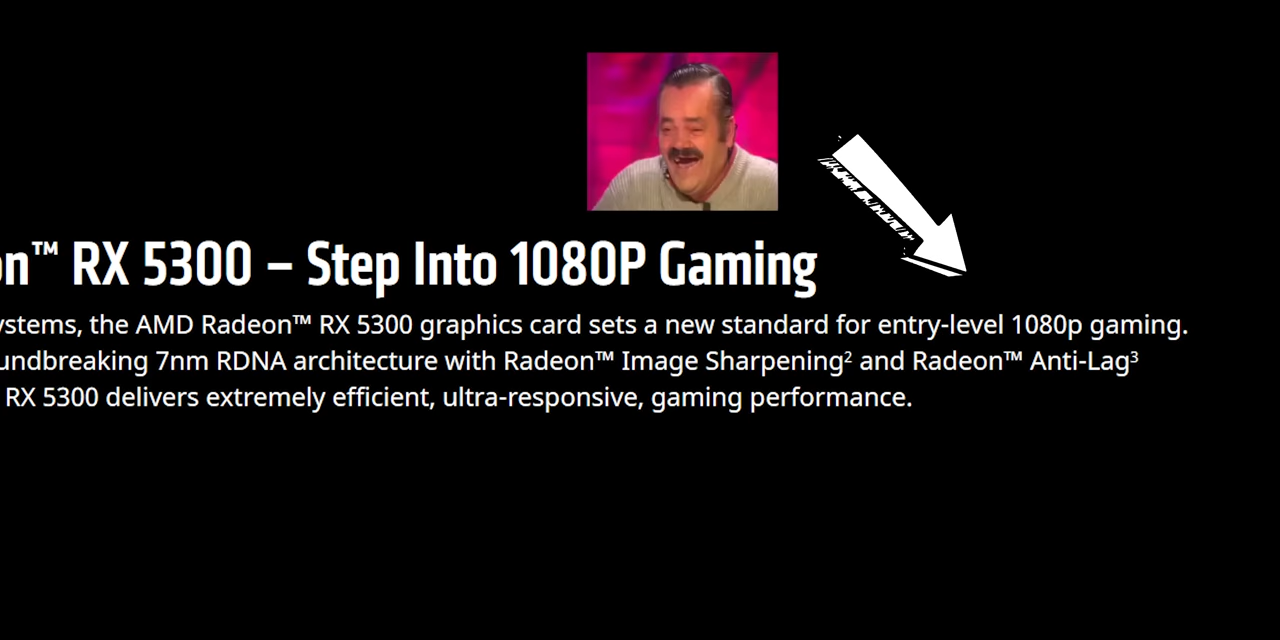 on™ RX 5300 – Step Into 1080P Gaming
ystems, the AMD Radeon™ RX 5300 graphics card sets a new standard for entry-level 1080p gaming.
undbreaking 7nm RDNA architecture with Radeon™ Image Sharpening² and Radeon™ Anti-Lag³
RX 5300 delivers extremely efficient, ultra-responsive, gaming performance.